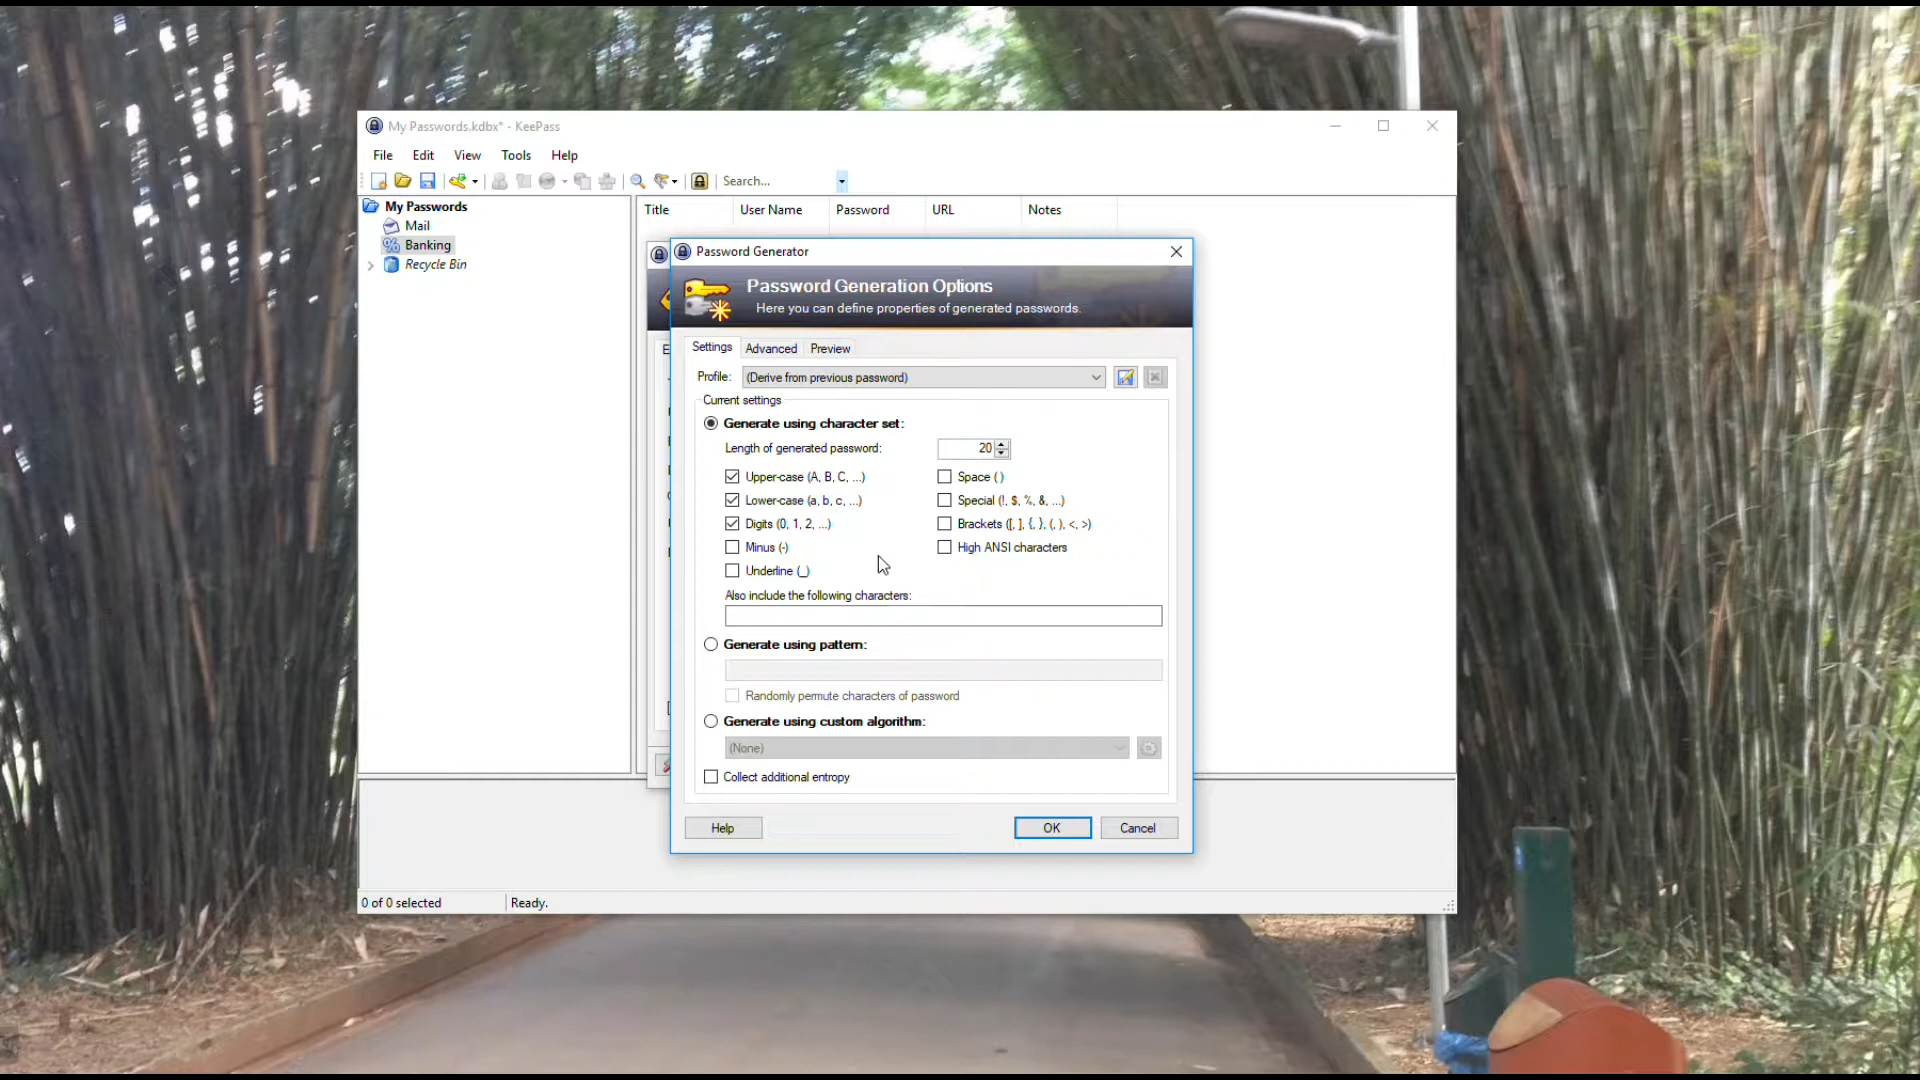 My Passwords.kdbx* - KeePass
File Edit View Tools Help
Search...
My Passwords
Mail
Banking
Recycle Bin
Title User Name Password URL Notes
Password Generator
Password Generation Options
Here you can define properties of generated passwords.
Settings Advanced Preview
Profile: (Derive from previous password)
Current settings
Generate using character set:
Length of generated password: 20
Upper-case (A, B, C, ...) Space ( )
Lower-case (a, b, c, ...) Special (!, $, %, &, ...)
Digits (0, 1, 2, ...) Brackets ([, ], {, }, (, ), <, >)
Minus (-) High ANSI characters
Underline (_)
Also include the following characters:
Generate using pattern:
Randomly permute characters of password
Generate using custom algorithm:
(None)
Collect additional entropy
Help OK Cancel
0 of 0 selected Ready.